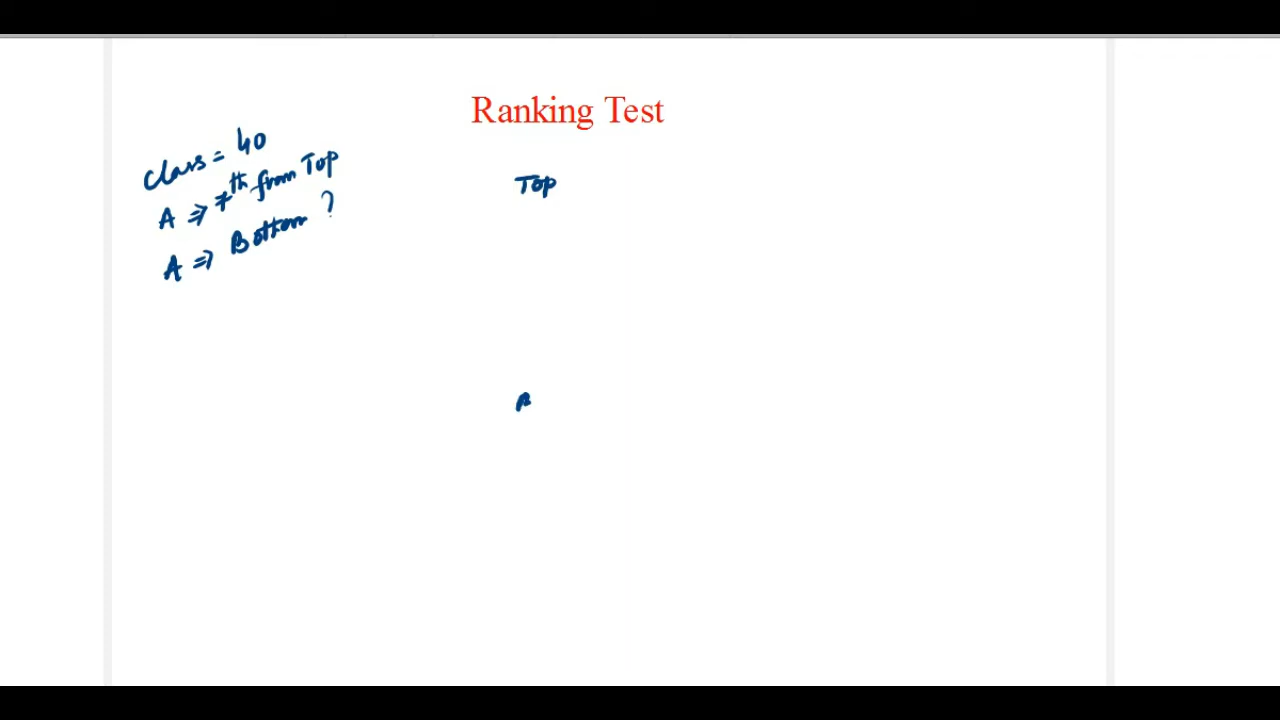 Ranking Test
class = 40
A ⇒ 7th from Top
A ⇒ Bottom ?
Top
B